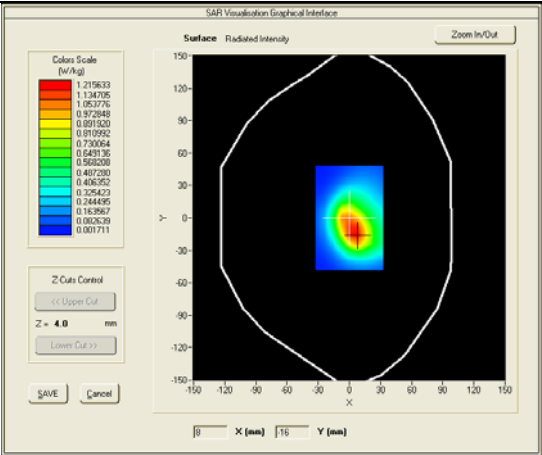 SAR Visualisation Graphical Interface
Surface Radiated Intensity
Zoom In/Out
Colors Scale
(W/kg)
1.215633
1.134705
1.053776
0.972848
0.891920
0.810992
0.730064
0.649136
0.568208
0.487280
0.406352
0.325423
0.244495
0.163567
0.082639
0.001711
150
120
90
60
30
0
-30
-60
-90
-120
-150
Y
-150 -120 -90 -60 -30 0 30 60 90 120 150
X
Z-Cuts Control
<< Upper Cut
Z = 4.0 mm
Lower Cut >>
SAVE Cancel
8 X (mm) -16 Y (mm)